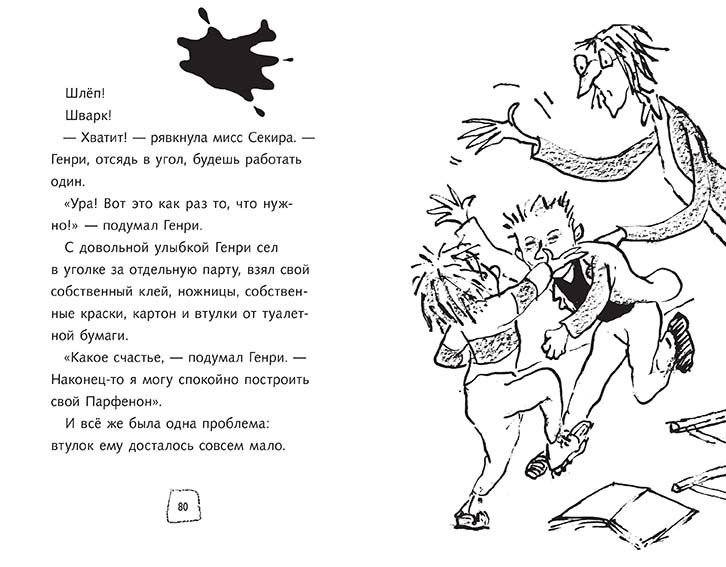 Шлёп!
Шварк!
— Хватит! — рявкнула мисс Секира. —
Генри, отсядь в угол, будешь работать
один.
«Ура! Вот это как раз то, что нуж-
но!» — подумал Генри.
С довольной улыбкой Генри сел
в уголке за отдельную парту, взял свой
собственный клей, ножницы, собствен-
ные краски, картон и втулки от туалет-
ной бумаги.
«Какое счастье, — подумал Генри. —
Наконец-то я могу спокойно построить
свой Парфенон».
И всё же была одна проблема:
втулок ему досталось совсем мало.
80